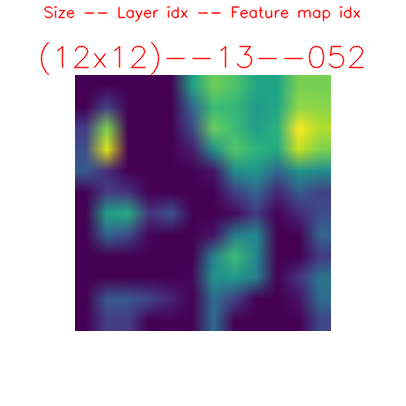 Size -- Layer idx -- Feature map idx
(12x12)--13--052